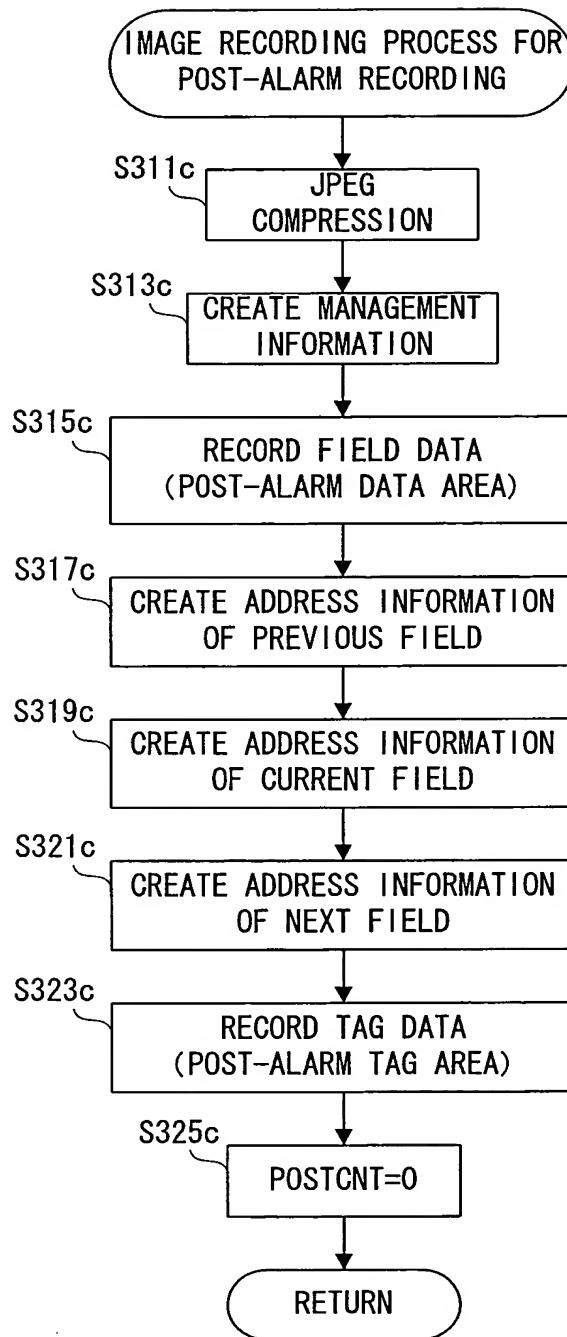 IMAGE RECORDING PROCESS FOR
POST-ALARM RECORDING
S311c
JPEG
COMPRESSION
S313c
CREATE MANAGEMENT
INFORMATION
S315c
RECORD FIELD DATA
(POST-ALARM DATA AREA)
S317c
CREATE ADDRESS INFORMATION
OF PREVIOUS FIELD
S319c
CREATE ADDRESS INFORMATION
OF CURRENT FIELD
S321c
CREATE ADDRESS INFORMATION
OF NEXT FIELD
S323c
RECORD TAG DATA
(POST-ALARM TAG AREA)
S325c
POSTCNT=0
RETURN